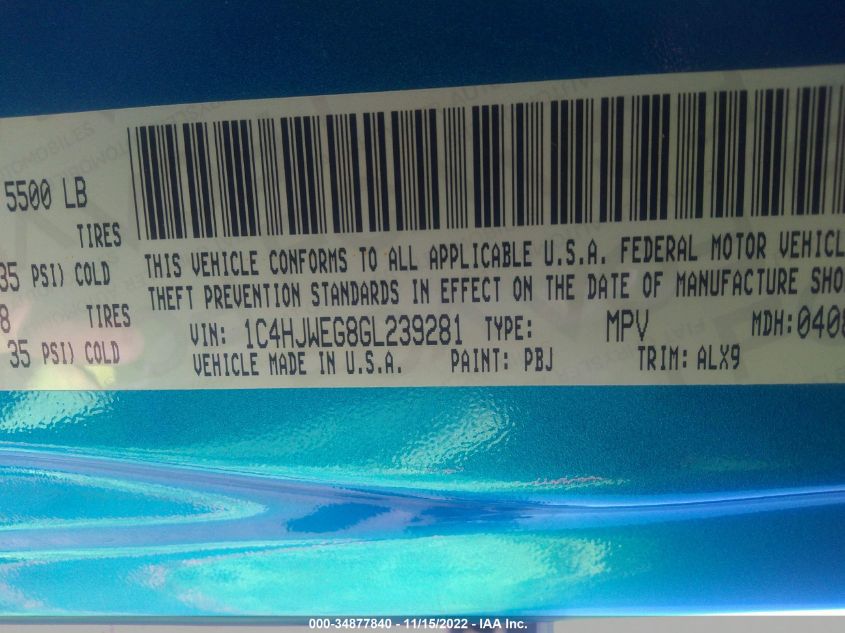 5500 LB
TIRES
35 PSI) COLD
8 TIRES
35 PSI) COLD
THIS VEHICLE CONFORMS TO ALL APPLICABLE U.S.A. FEDERAL MOTOR VEHICL
THEFT PREVENTION STANDARDS IN EFFECT ON THE DATE OF MANUFACTURE SHO
VIN: 1C4HJWEG8GL239281 TYPE: MPV MDH:0408
VEHICLE MADE IN U.S.A. PAINT: PBJ TRIM: ALX9
000-34877840 - 11/15/2022 - IAA Inc.